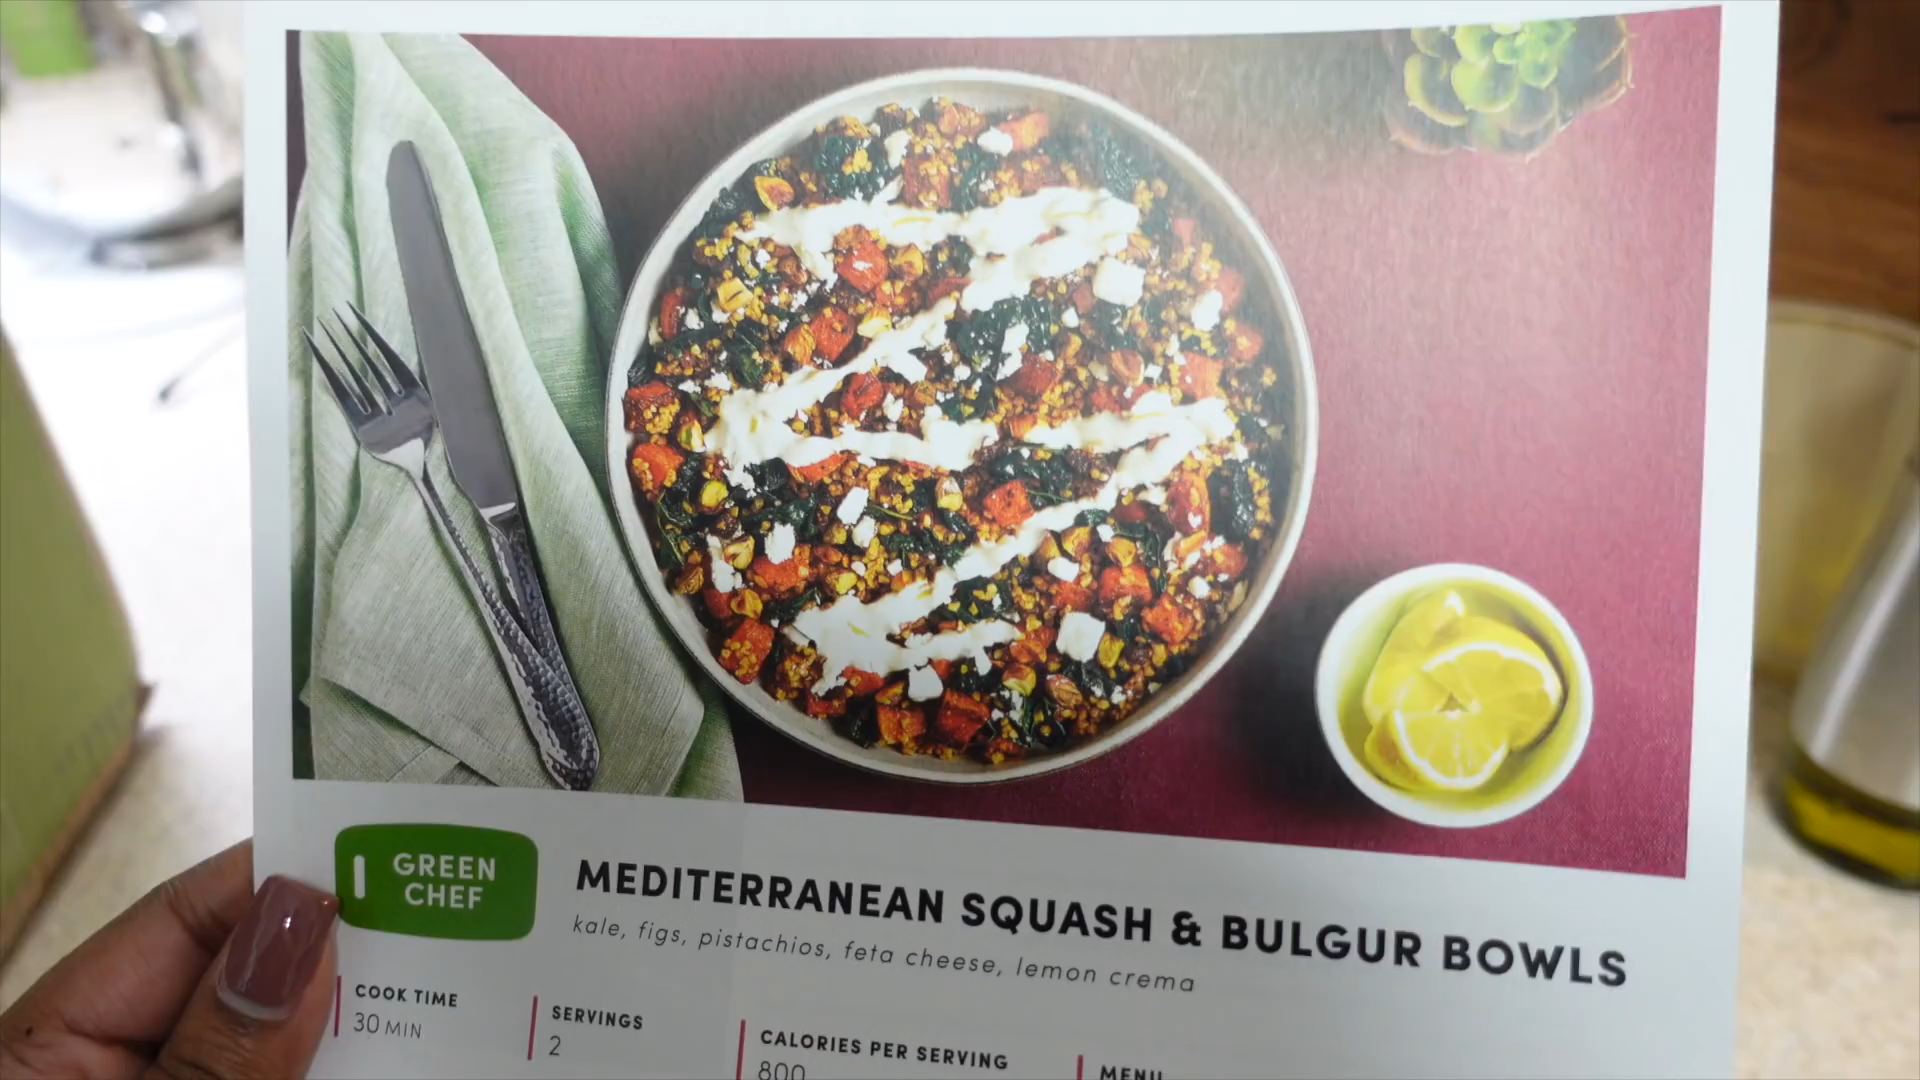 GREEN
CHEF
MEDITERRANEAN SQUASH & BULGUR BOWLS
kale, figs, pistachios, feta cheese, lemon crema
COOK TIME
30 MIN
SERVINGS
2
CALORIES PER SERVING
800
MENU